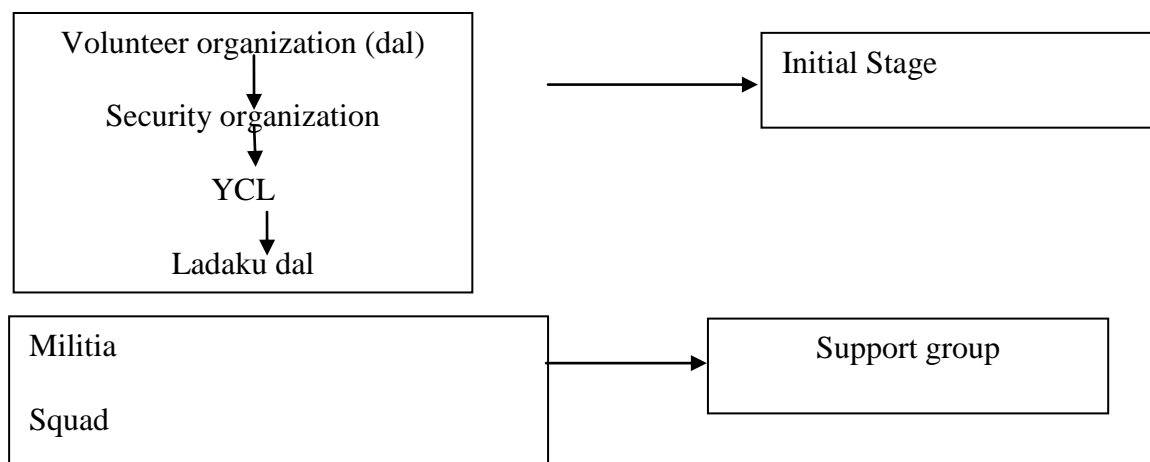 Volunteer organization (dal)
Initial Stage
Security organization
YCL
Ladaku dal
Militia
Support group
Squad